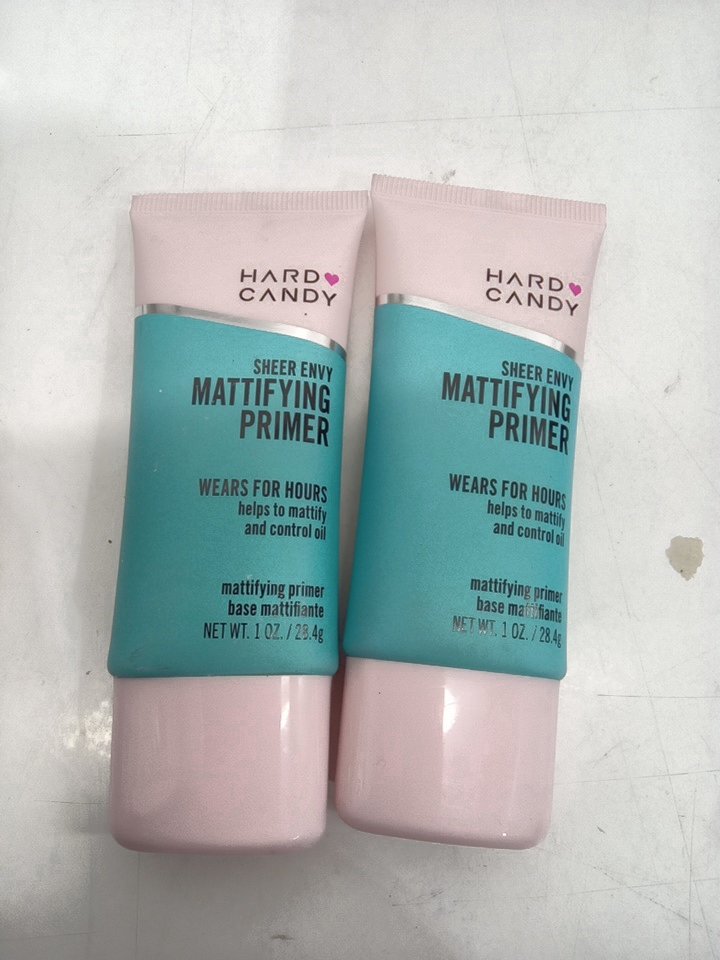 HARD
CANDY
SHEER ENVY
MATTIFYING
PRIMER
WEARS FOR HOURS
helps to mattify
and control oil
mattifying primer
base mattifiante
NET WT. 1 OZ. / 28.4g
HARD
CANDY
SHEER ENVY
MATTIFYING
PRIMER
WEARS FOR HOURS
helps to mattify
and control oil
mattifying primer
base mattifiante
NET WT. 1 OZ. / 28.4g